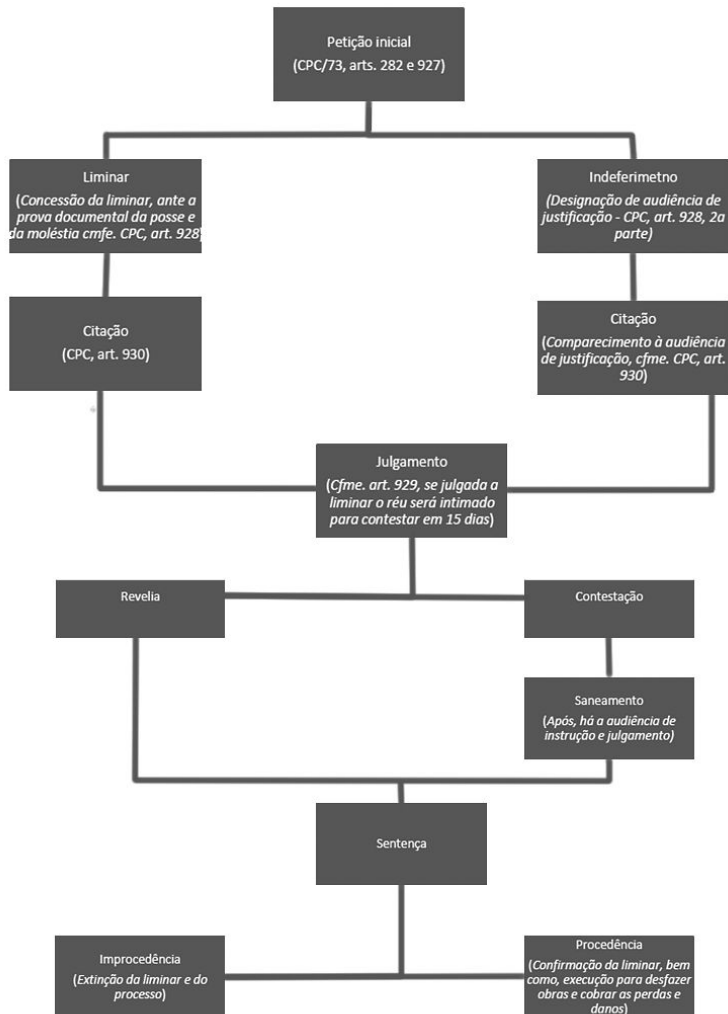 Petição inicial
(CPC/73, arts. 282 e 927)
Liminar
(Concessão da liminar, ante a
prova documental da posse e
da moléstia cmfe. CPC, art. 928)
Indeferimetno
(Designação de audiência de
justificação - CPC, art. 928, 2a
parte)
Citação
(CPC, art. 930)
Citação
(Comparecimento à audiência
de justificação, cfme. CPC, art.
930)
Julgamento
(Cfme. art. 929, se julgada a
liminar o réu será intimado
para contestar em 15 dias)
Revelia
Contestação
Saneamento
(Após, há a audiência de
instrução e julgamento)
Sentença
Improcedência
(Extinção da liminar e do
processo)
Procedência
(Confirmação da liminar, bem
como, execução para desfazer
obras e cobrar as perdas e
danos)